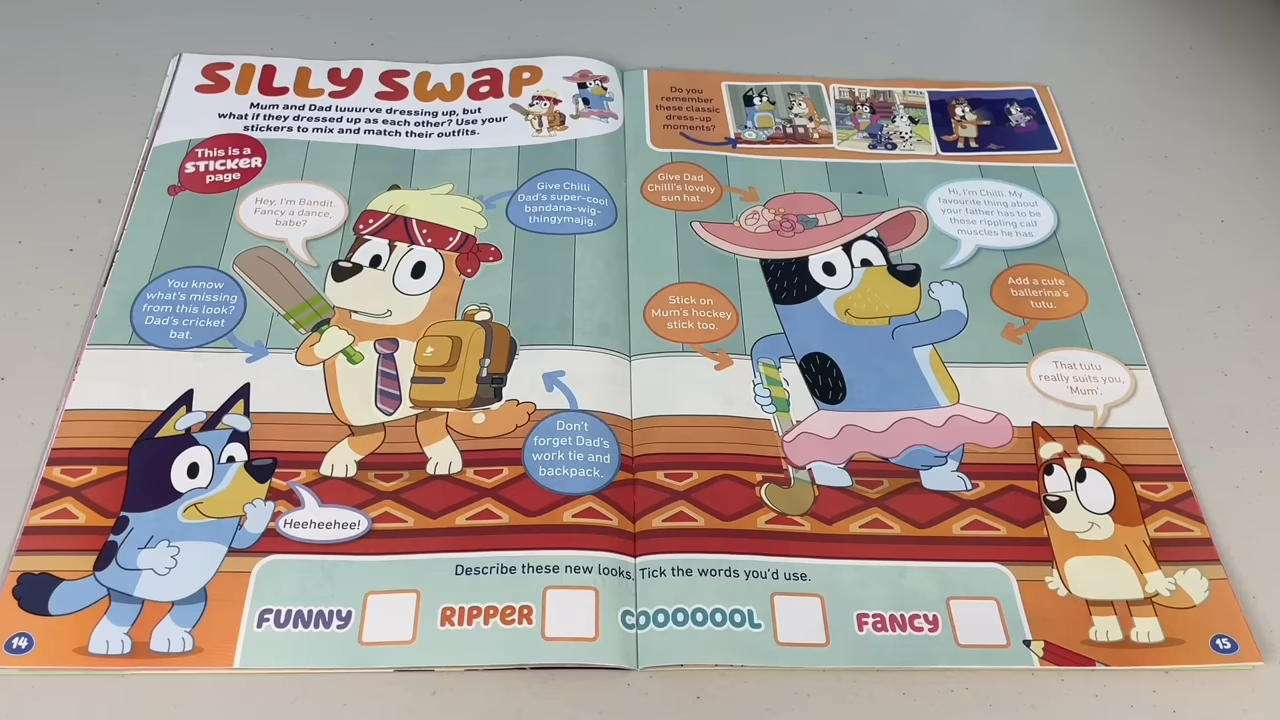 SILLY SWAP
Mum and Dad luuurve dressing up, but
what if they dressed up as each other? Use your
stickers to mix and match their outfits.
This is a
STICKER
page
Hey, I'm Bandit.
Fancy a dance,
babe?
Give Chilli
Dad's super-cool
bandana-wig-
thingymajig.
You know
what's missing
from this look?
Dad's cricket
bat.
Don't
forget Dad's
work tie and
backpack.
Heeheehee!
Do you
remember
these classic
dress-up
moments?
Give Dad
Chilli's lovely
sun hat.
Hi, I'm Chilli. My
favourite thing about
your father has to be
those rippling calf
muscles he has.
Stick on
Mum's hockey
stick too.
Add a cute
ballerina's
tutu.
That tutu
really suits you,
'Mum'.
Describe these new looks. Tick the words you'd use.
FUNNY
RIPPER
COOOOOOL
FANCY
14
15